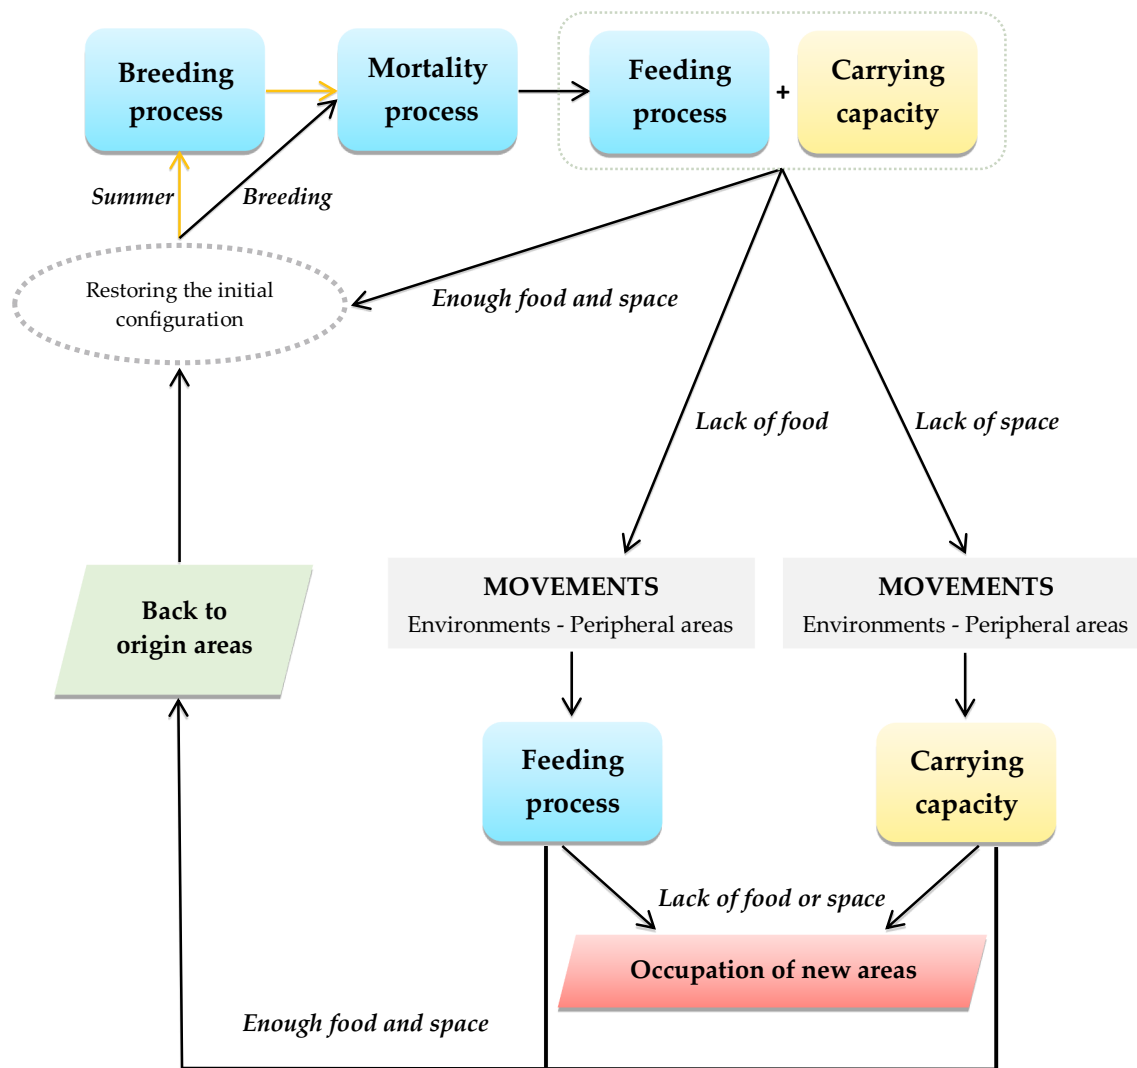 Breeding
process
Mortality
process
Feeding
process
+
Carrying
capacity
Summer
Breeding
Restoring the initial
configuration
Enough food and space
Lack of food
Lack of space
MOVEMENTS
Environments - Peripheral areas
MOVEMENTS
Environments - Peripheral areas
Back to
origin areas
Feeding
process
Carrying
capacity
Lack of food or space
Occupation of new areas
Enough food and space